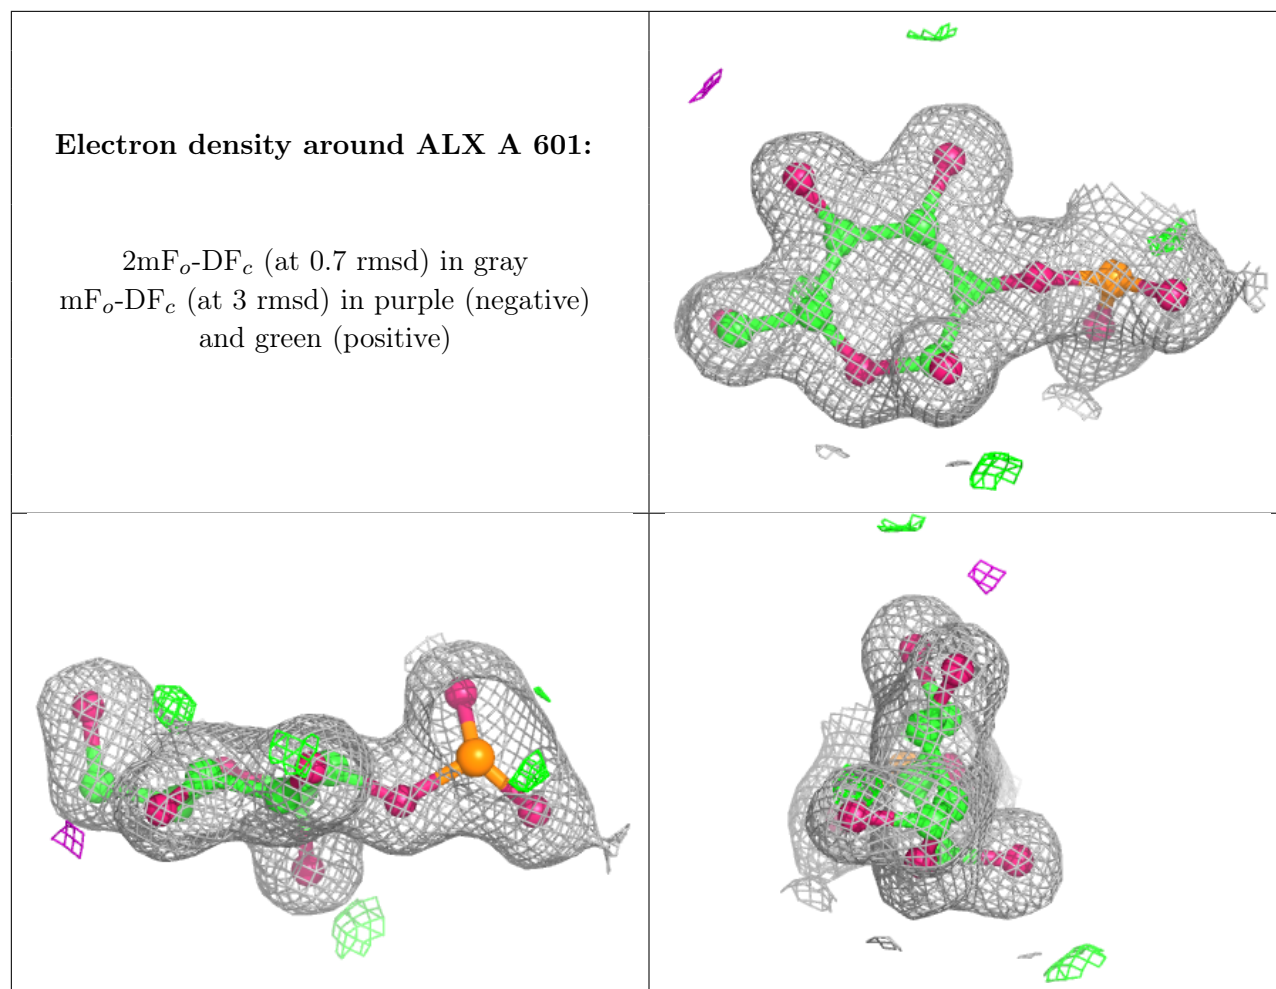 Electron density around ALX A 601:
2mFₒ-DF𝒸 (at 0.7 rmsd) in gray
mFₒ-DF𝒸 (at 3 rmsd) in purple (negative)
and green (positive)